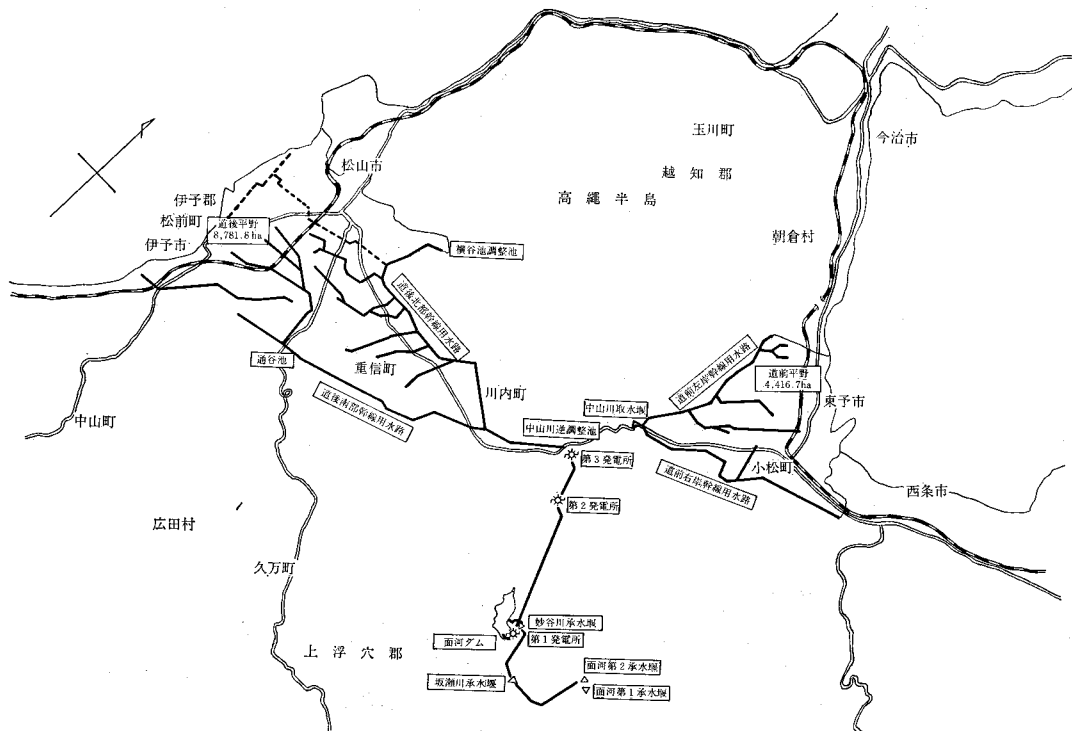 玉川町
今治市
越知郡
高縄半島
松山市
伊予郡
松前町
道後平野
8,781.8ha
伊予市
朝倉村
横谷池調整池
道後北部幹線用水路
通谷池
重信町
川内町
道後南部幹線用水路
中山町
道前左岸幹線用水路
道前平野
4,416.7ha
東予市
中山川取水堰
中山川逆調整池
小松町
道前右岸幹線用水路
西条市
第3発電所
第2発電所
広田村
久万町
妙谷川承水堰
第1発電所
面河ダム
上浮穴郡
坂瀬川承水堰
面河第2承水堰
面河第1承水堰